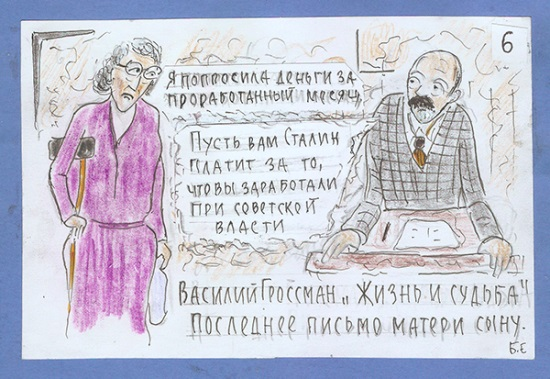 6
Я попросила деньги за
проработанный месяц,
Пусть вам Сталин
платит за то,
что вы заработали
при советской
власти
Василий Гроссман „Жизнь и судьба"
Последнее письмо матери сыну.
Б.Е